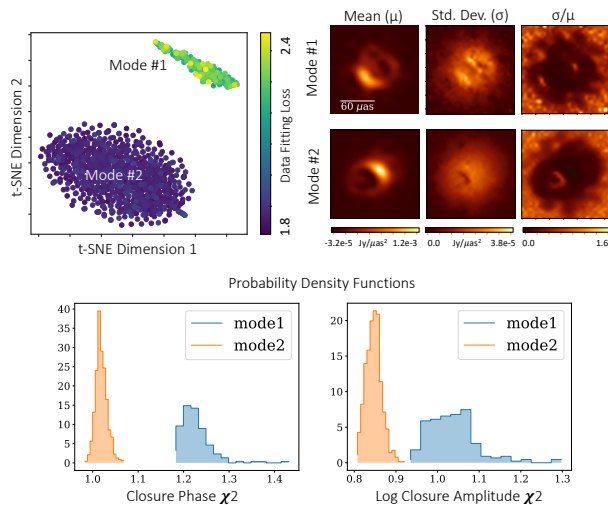 Mean (μ) Std. Dev. (σ) σ/μ
t-SNE Dimension 2
Mode #1
Mode #2
t-SNE Dimension 1
2.4
Data Fitting Loss
1.8
Mode #1
60 μas
Mode #2
-3.2e-5 Jy/μas² 1.2e-3 0.0 Jy/μas² 3.8e-5 0.0 1.6
Probability Density Functions
40
35
30
25
20
15
10
5
0
mode1
mode2
1.0 1.1 1.2 1.3 1.4
Closure Phase χ2
20
15
10
5
0
mode1
mode2
0.8 0.9 1.0 1.1 1.2 1.3
Log Closure Amplitude χ2